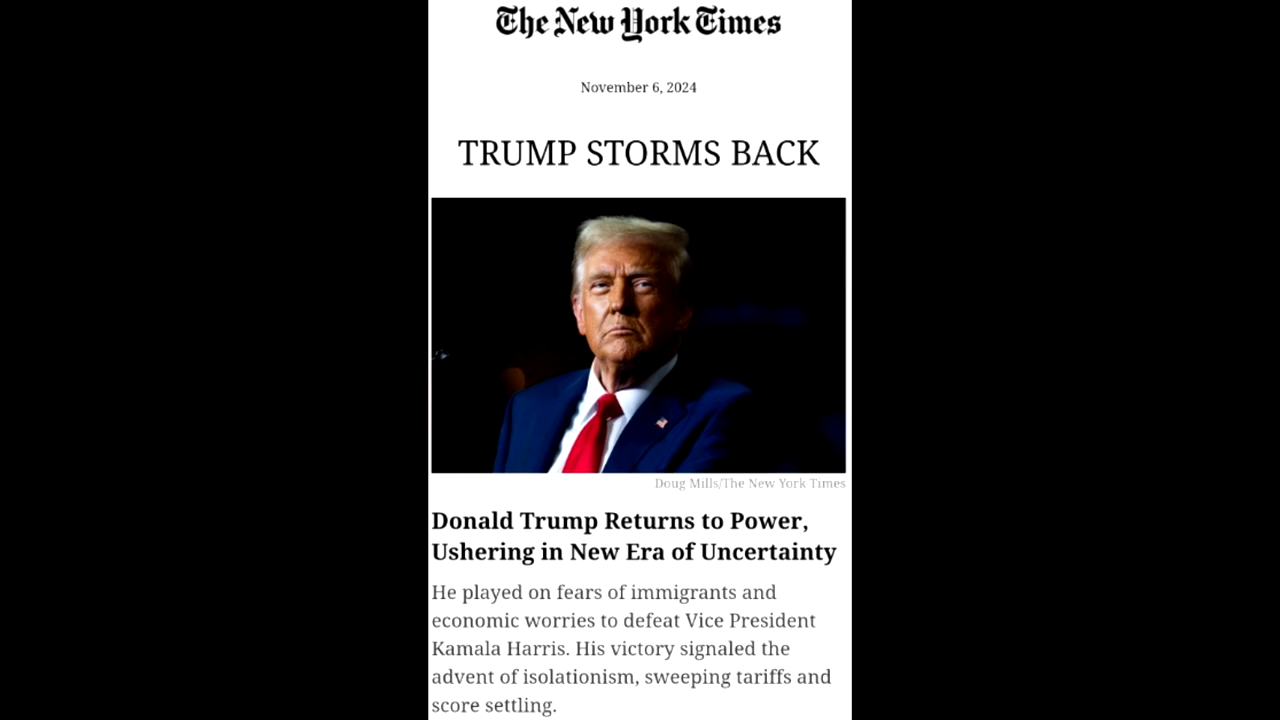 The New York Times
November 6, 2024
TRUMP STORMS BACK
Doug Mills/The New York Times
Donald Trump Returns to Power,
Ushering in New Era of Uncertainty
He played on fears of immigrants and
economic worries to defeat Vice President
Kamala Harris. His victory signaled the
advent of isolationism, sweeping tariffs and
score settling.